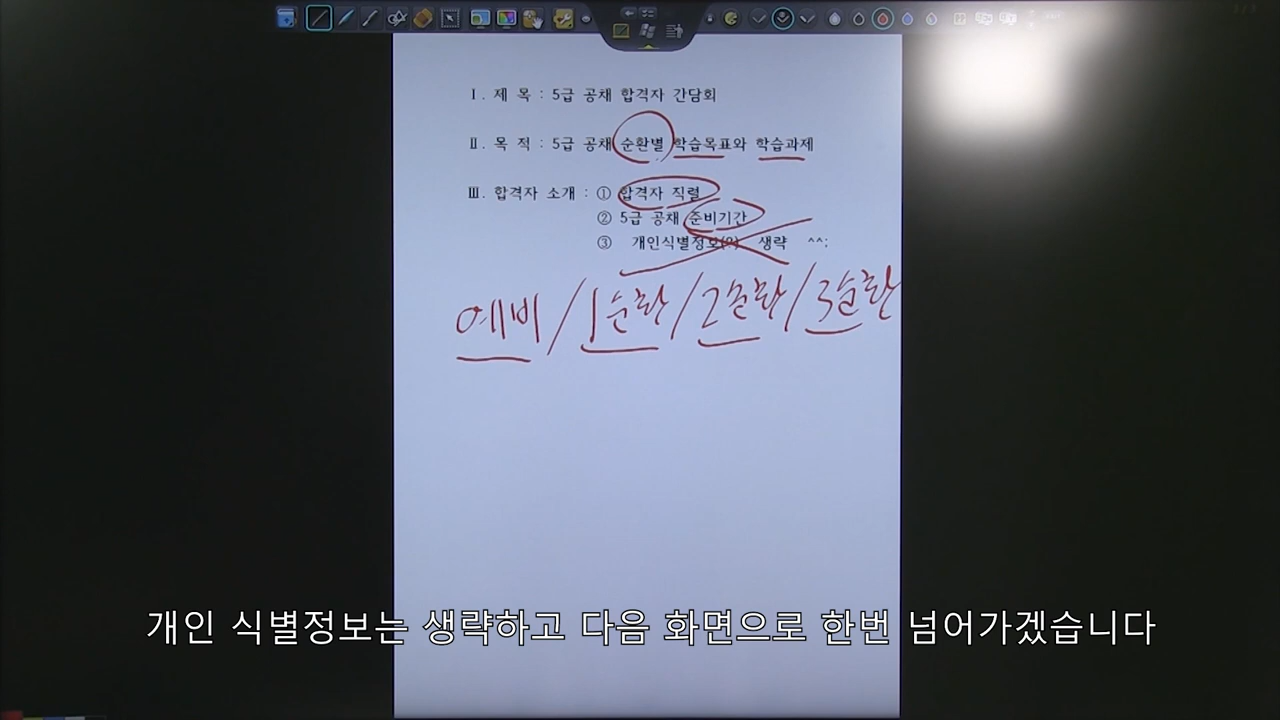 Ⅰ. 제 목 : 5급 공채 합격자 간담회
Ⅱ. 목 적 : 5급 공채 순환별 학습목표와 학습과제
Ⅲ. 합격자 소개 : ① 합격자 직렬
② 5급 공채 준비기간
③ 개인식별정보(?) 생략 ^^;
예비 / 1순환 / 2순환 / 3순환
개인 식별정보는 생략하고 다음 화면으로 한번 넘어가겠습니다